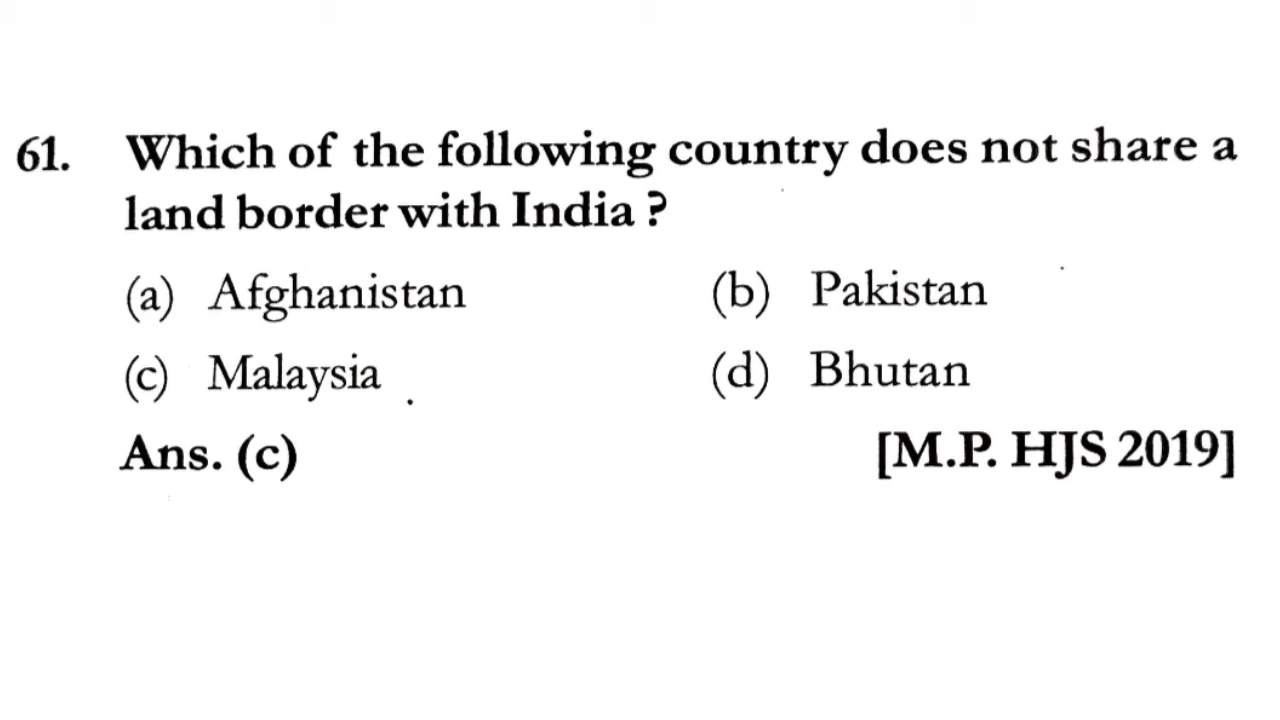 61. Which of the following country does not share a
land border with India ?
(a) Afghanistan (b) Pakistan
(c) Malaysia (d) Bhutan
Ans. (c) [M.P. HJS 2019]